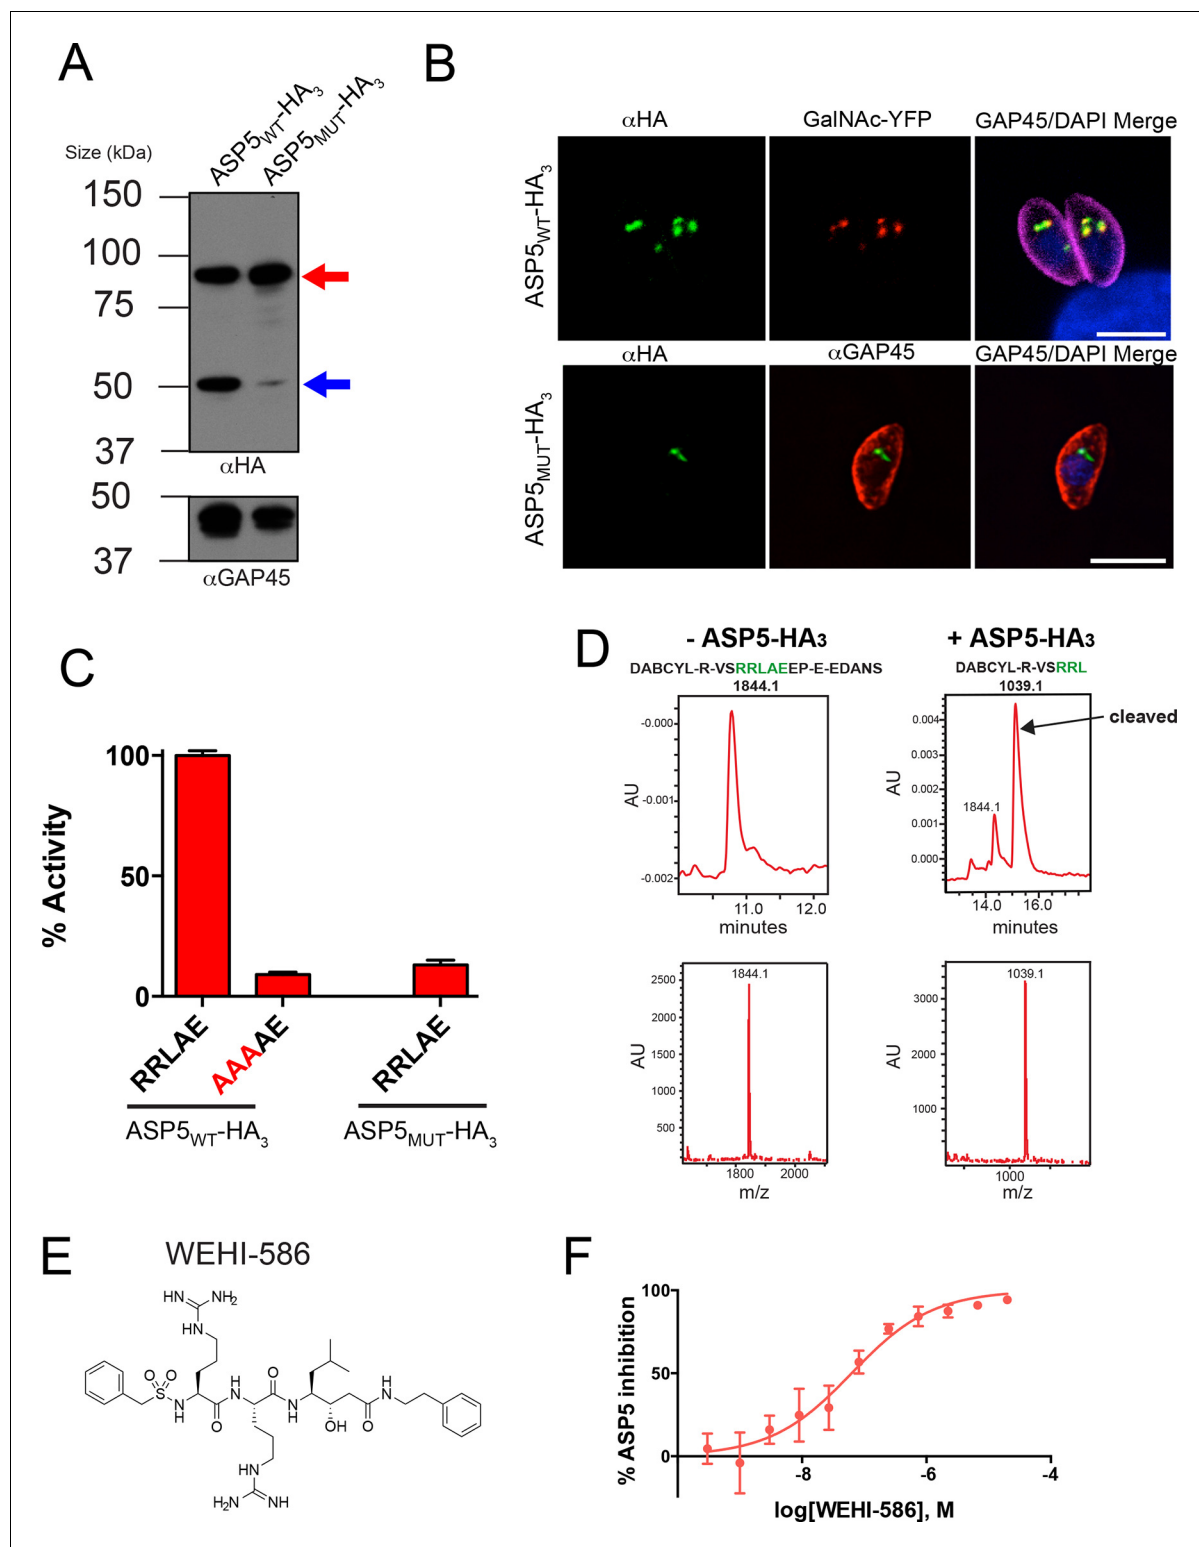 A
ASP5WT-HA3
ASP5MUT-HA3
Size (kDa)
150
100
75
50
37
αHA
50
37
αGAP45
B
αHA
GalNAc-YFP
GAP45/DAPI Merge
ASP5WT-HA3
αHA
αGAP45
GAP45/DAPI Merge
ASP5MUT-HA3
C
% Activity
100
50
0
RRLAE
AAAAE
RRLAE
ASP5WT-HA3
ASP5MUT-HA3
D
- ASP5-HA3
DABCYL-R-VSRRLAEEP-E-EDANS
1844.1
-0.000
-0.001
-0.002
AU
11.0 12.0
minutes
+ ASP5-HA3
DABCYL-R-VSRRL
1039.1
cleaved
1844.1
0.004
0.003
0.002
0.001
0.000
AU
14.0 16.0
minutes
1844.1
2500
2000
1500
1000
500
AU
1800 2000
m/z
1039.1
3000
2000
1000
AU
1000
m/z
E
WEHI-586
HN NH2
HN
O O
S
N
H
O
H
N
O
N
H
OH
O
H
N
HN
H2N NH
F
% ASP5 inhibition
100
50
0
-8 -6 -4
log[WEHI-586], M